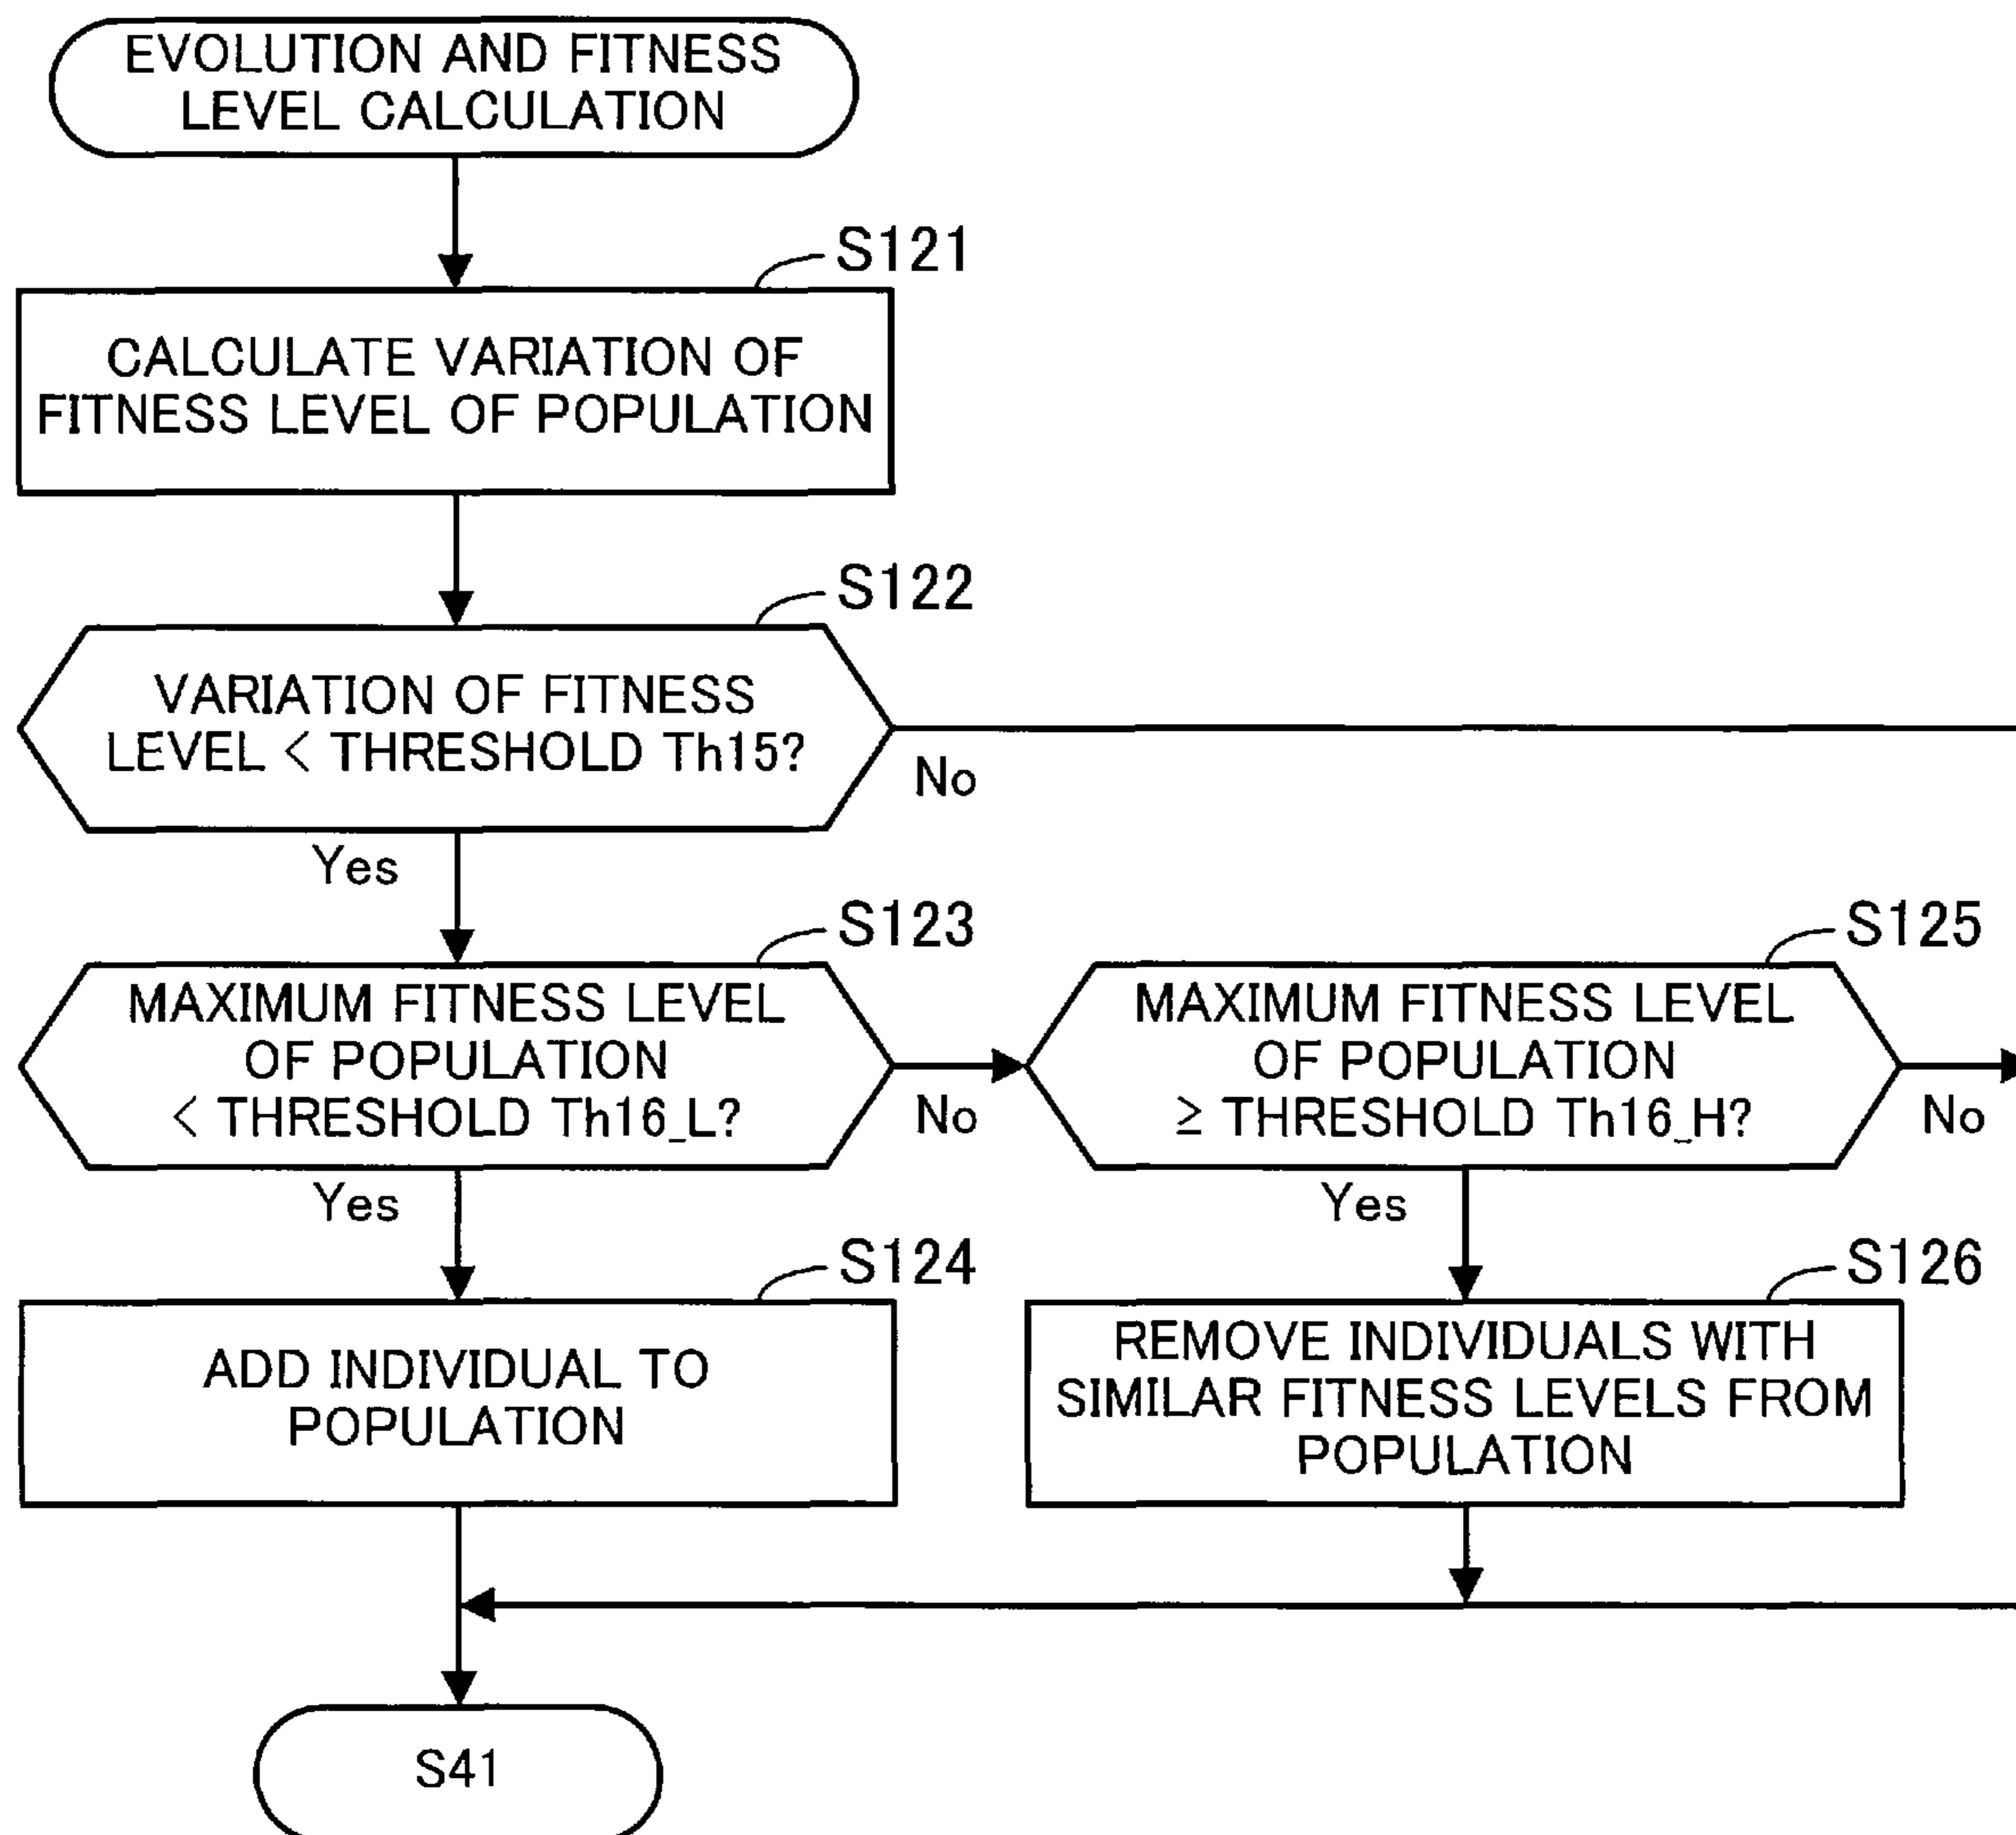 EVOLUTION AND FITNESS
LEVEL CALCULATION
S121
CALCULATE VARIATION OF
FITNESS LEVEL OF POPULATION
S122
VARIATION OF FITNESS
LEVEL < THRESHOLD Th15?
No
Yes
S123
MAXIMUM FITNESS LEVEL
OF POPULATION
< THRESHOLD Th16_L?
No
Yes
S125
MAXIMUM FITNESS LEVEL
OF POPULATION
≥ THRESHOLD Th16_H?
No
Yes
S124
ADD INDIVIDUAL TO
POPULATION
S126
REMOVE INDIVIDUALS WITH
SIMILAR FITNESS LEVELS FROM
POPULATION
S41